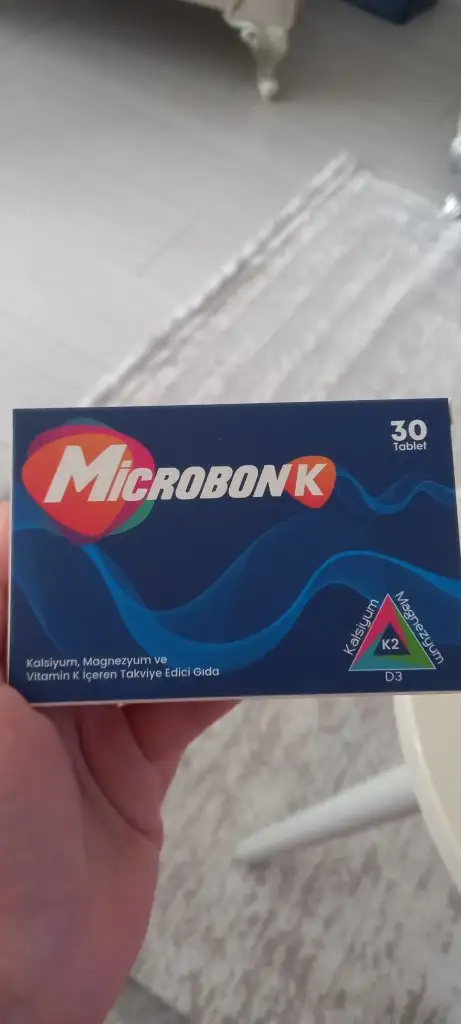 30
Tablet
MICROBON K
Kalsiyum
Magnezyum
K2
D3
Kalsiyum, Magnezyum ve
Vitamin K İçeren Takviye Edici Gıda